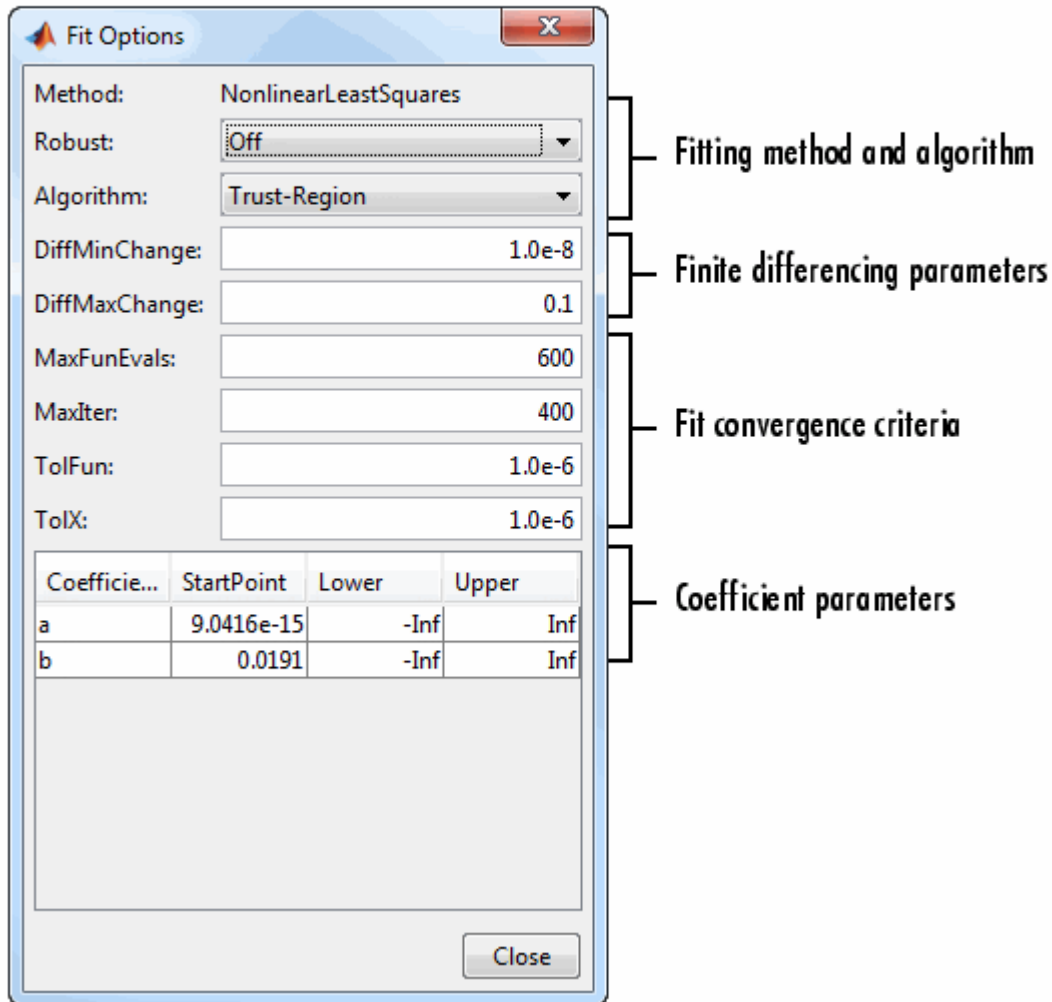 Fit Options
Method: NonlinearLeastSquares
Robust: Off
Algorithm: Trust-Region
Fitting method and algorithm
DiffMinChange: 1.0e-8
DiffMaxChange: 0.1
Finite differencing parameters
MaxFunEvals: 600
MaxIter: 400
TolFun: 1.0e-6
TolX: 1.0e-6
Fit convergence criteria
Coefficie... StartPoint Lower Upper
a 9.0416e-15 -Inf Inf
b 0.0191 -Inf Inf
Coefficient parameters
Close